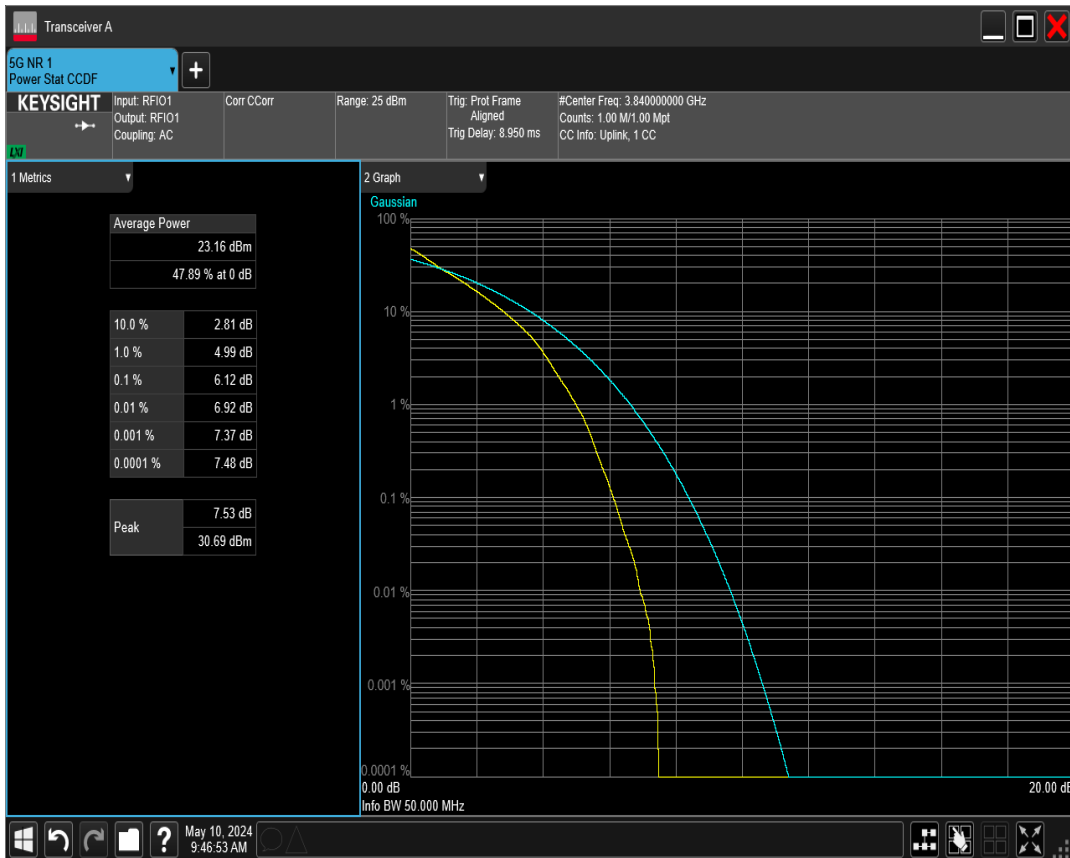 Transceiver A
5G NR 1
Power Stat CCDF
KEYSIGHT
LXI
Input: RFIO1
Output: RFIO1
Coupling: AC
Corr CCorr
Range: 25 dBm
Trig: Prot Frame
Aligned
Trig Delay: 8.950 ms
#Center Freq: 3.840000000 GHz
Counts: 1.00 M/1.00 Mpt
CC Info: Uplink, 1 CC
1 Metrics
Average Power
23.16 dBm
47.89 % at 0 dB
10.0 % 2.81 dB
1.0 % 4.99 dB
0.1 % 6.12 dB
0.01 % 6.92 dB
0.001 % 7.37 dB
0.0001 % 7.48 dB
Peak 7.53 dB
30.69 dBm
2 Graph
Gaussian
100 %
10 %
1 %
0.1 %
0.01 %
0.001 %
0.0001 %
0.00 dB 20.00 dB
Info BW 50.000 MHz
May 10, 2024
9:46:53 AM